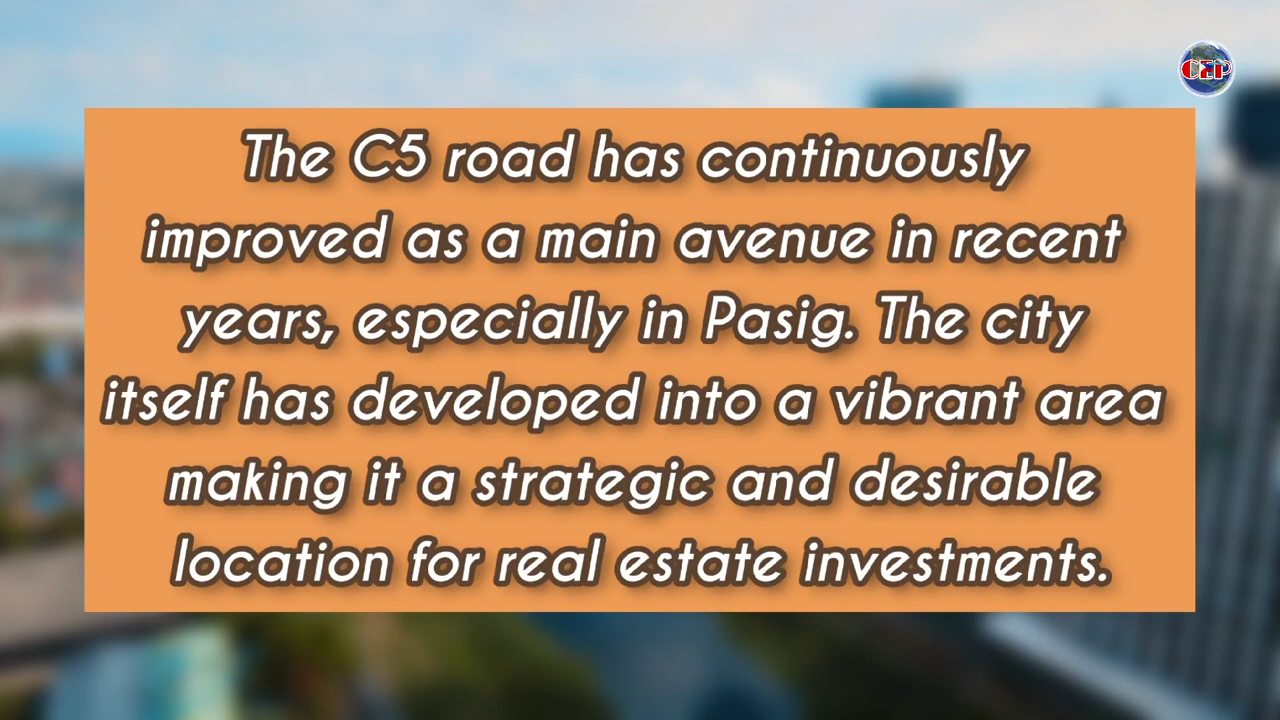 CEP
The C5 road has continuously
improved as a main avenue in recent
years, especially in Pasig. The city
itself has developed into a vibrant area
making it a strategic and desirable
location for real estate investments.